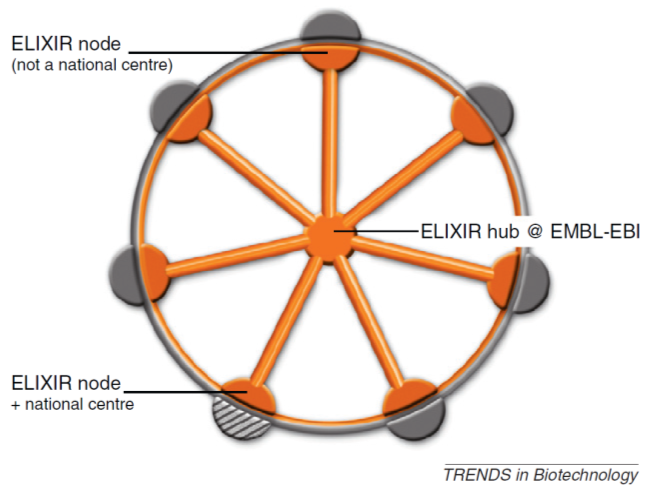 ELIXIR node
(not a national centre)
ELIXIR hub @ EMBL-EBI
ELIXIR node
+ national centre
TRENDS in Biotechnology